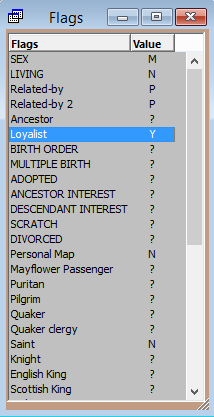 Flags
Flags Value
SEX M
LIVING N
Related-by P
Related-by 2 P
Ancestor ?
Loyalist Y
BIRTH ORDER ?
MULTIPLE BIRTH ?
ADOPTED ?
ANCESTOR INTEREST ?
DESCENDANT INTEREST ?
SCRATCH ?
DIVORCED ?
Personal Map N
Mayflower Passenger ?
Puritan ?
Pilgrim ?
Quaker ?
Quaker clergy ?
Saint N
Knight ?
English King ?
Scottish King ?